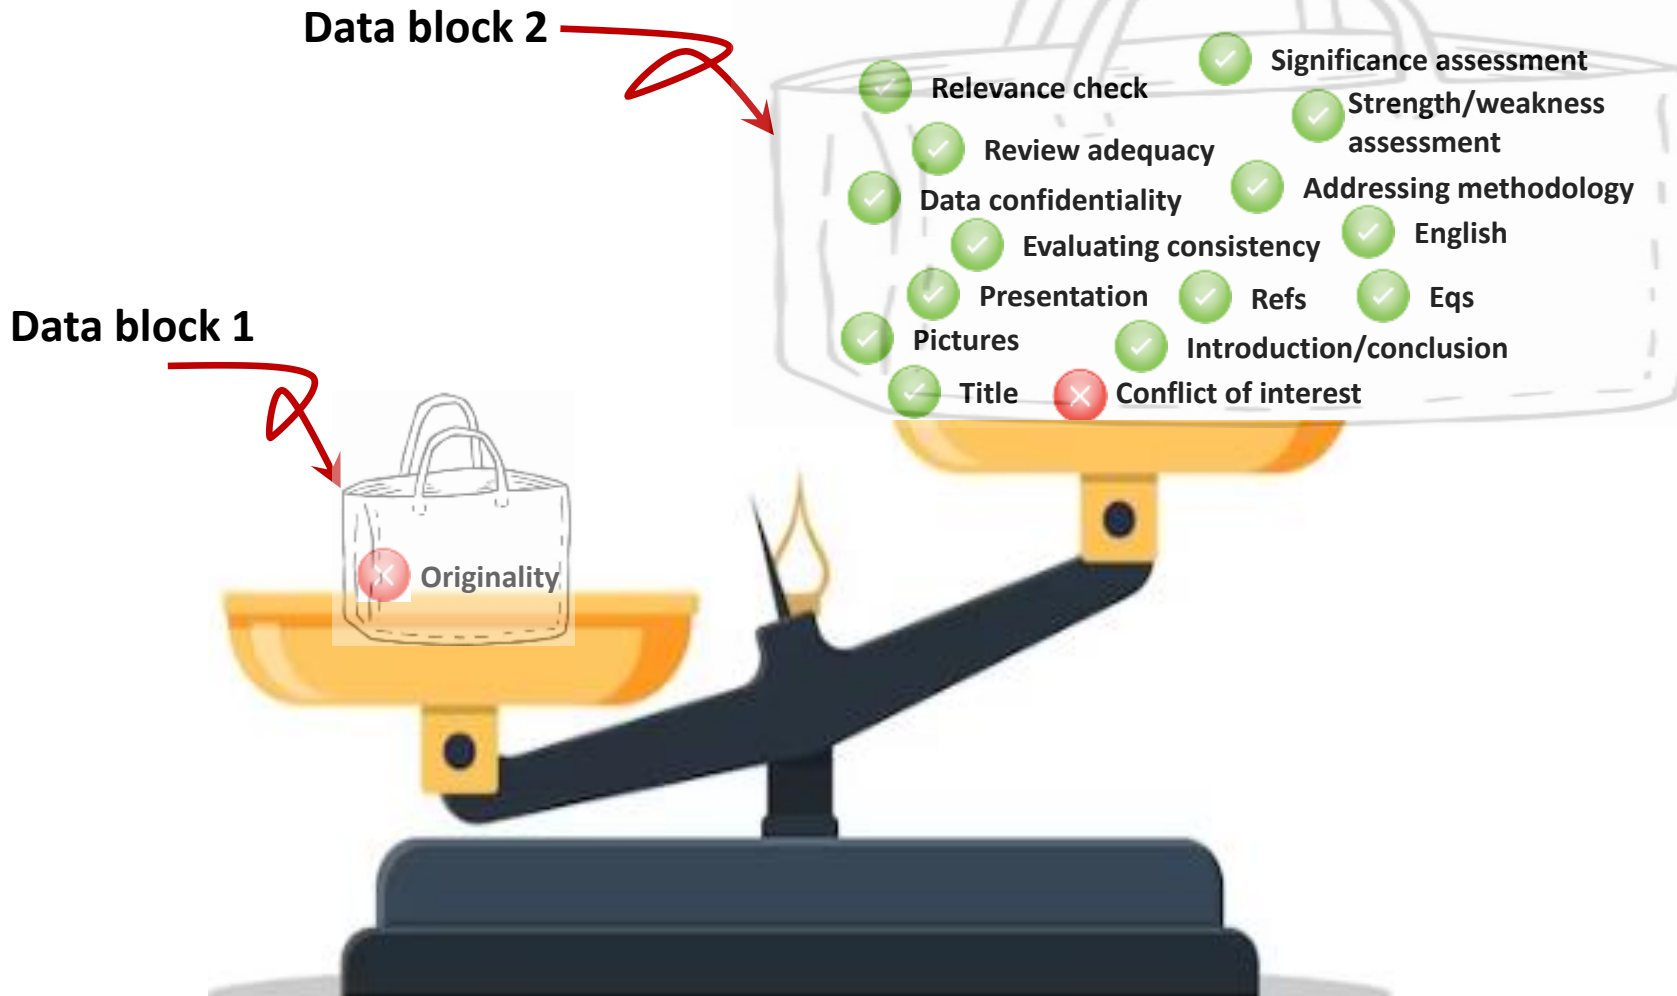 Data block 2
Significance assessment
Relevance check
Strength/weakness
assessment
Review adequacy
Data confidentiality
Addressing methodology
Evaluating consistency
English
Presentation
Refs
Eqs
Pictures
Introduction/conclusion
Title
Conflict of interest
Data block 1
Originality